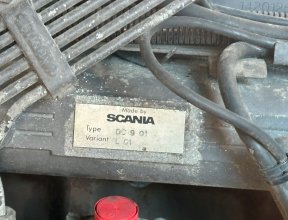 Made by
SCANIA
Type DC 9 01
Variant L 01